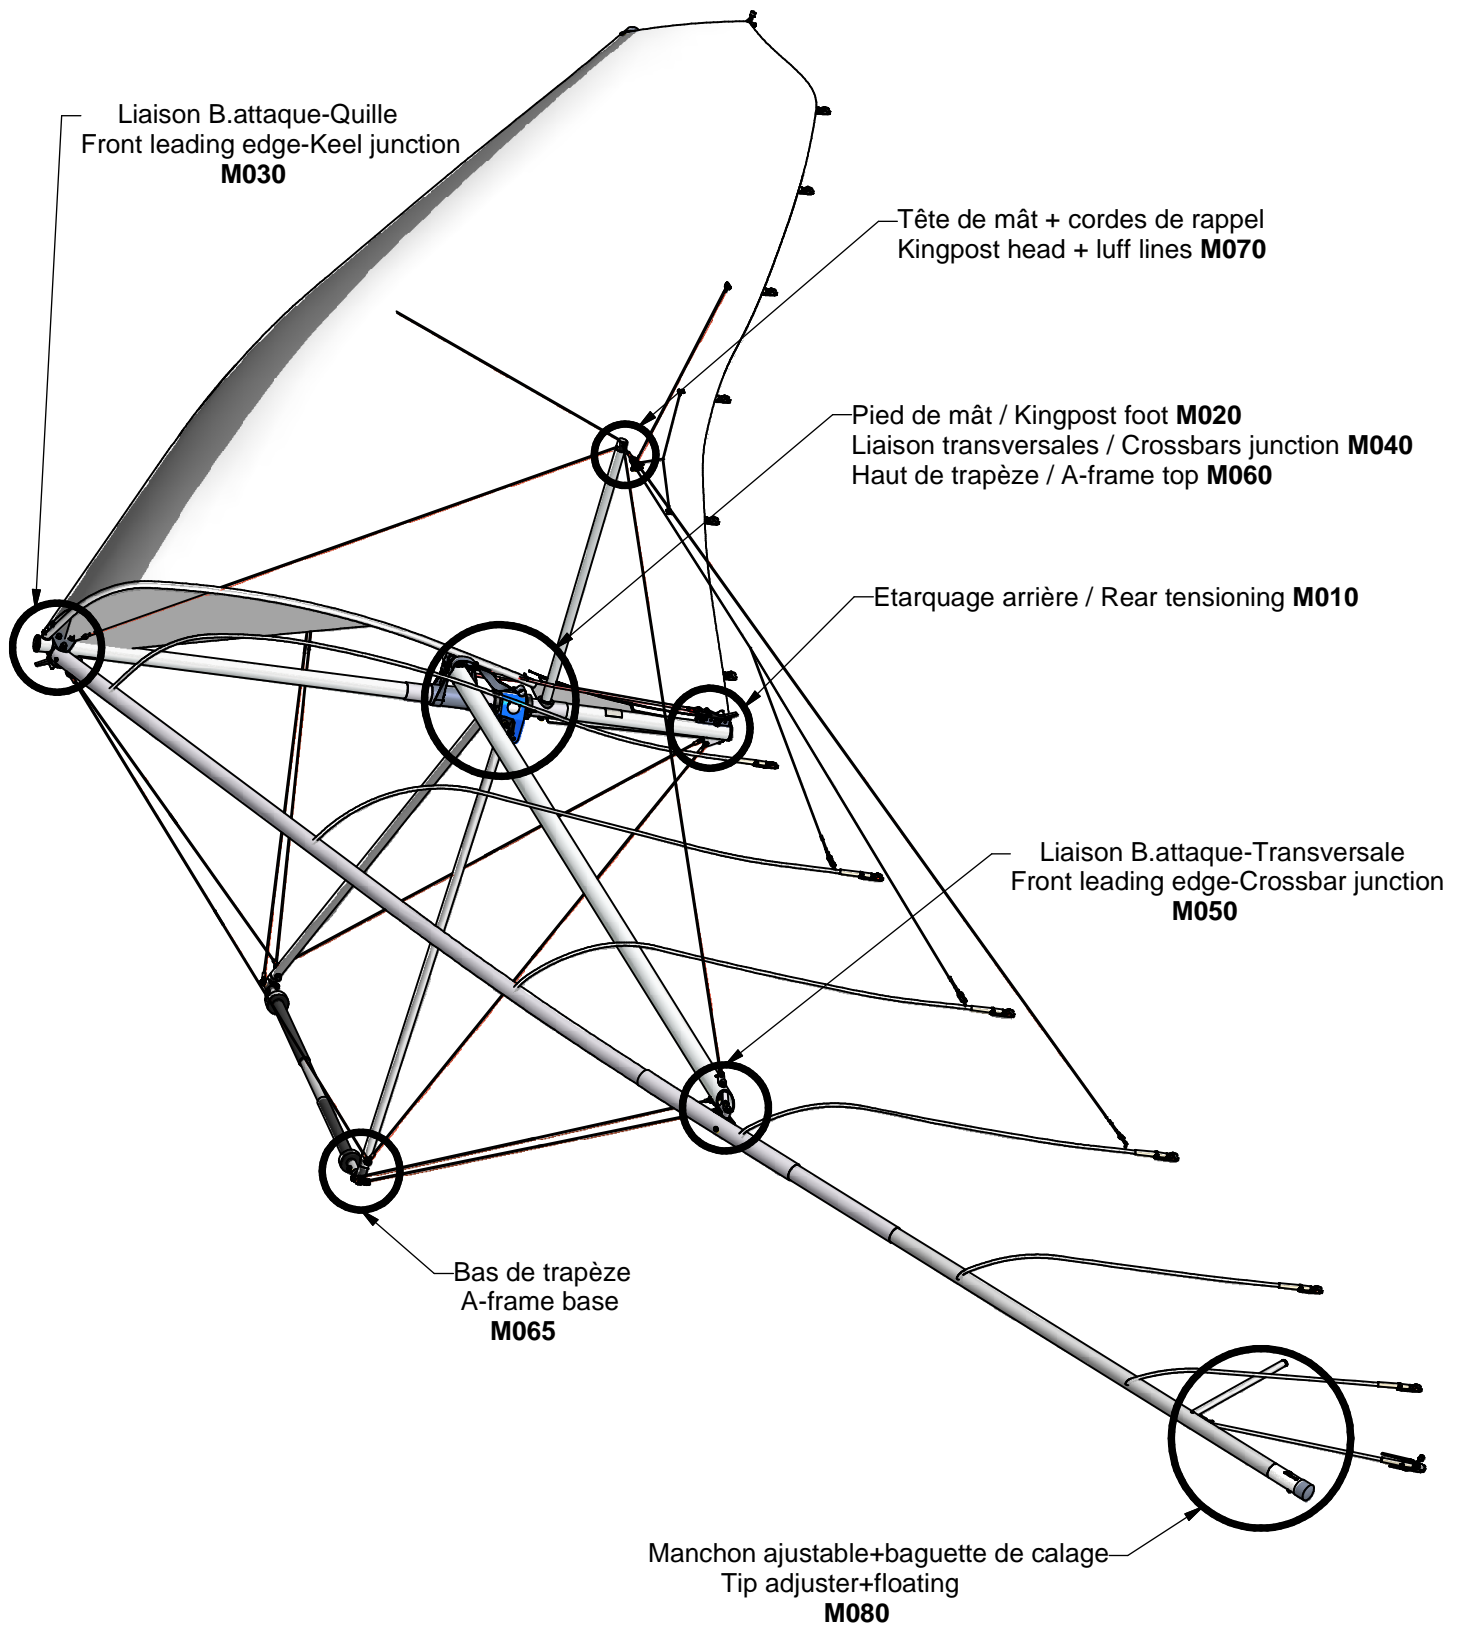 Liaison B.attaque-Quille
Front leading edge-Keel junction
M030
Tête de mât + cordes de rappel
Kingpost head + luff lines M070
Pied de mât / Kingpost foot M020
Liaison transversales / Crossbars junction M040
Haut de trapèze / A-frame top M060
Etarquage arrière / Rear tensioning M010
Liaison B.attaque-Transversale
Front leading edge-Crossbar junction
M050
Bas de trapèze
A-frame base
M065
Manchon ajustable+baguette de calage
Tip adjuster+floating
M080